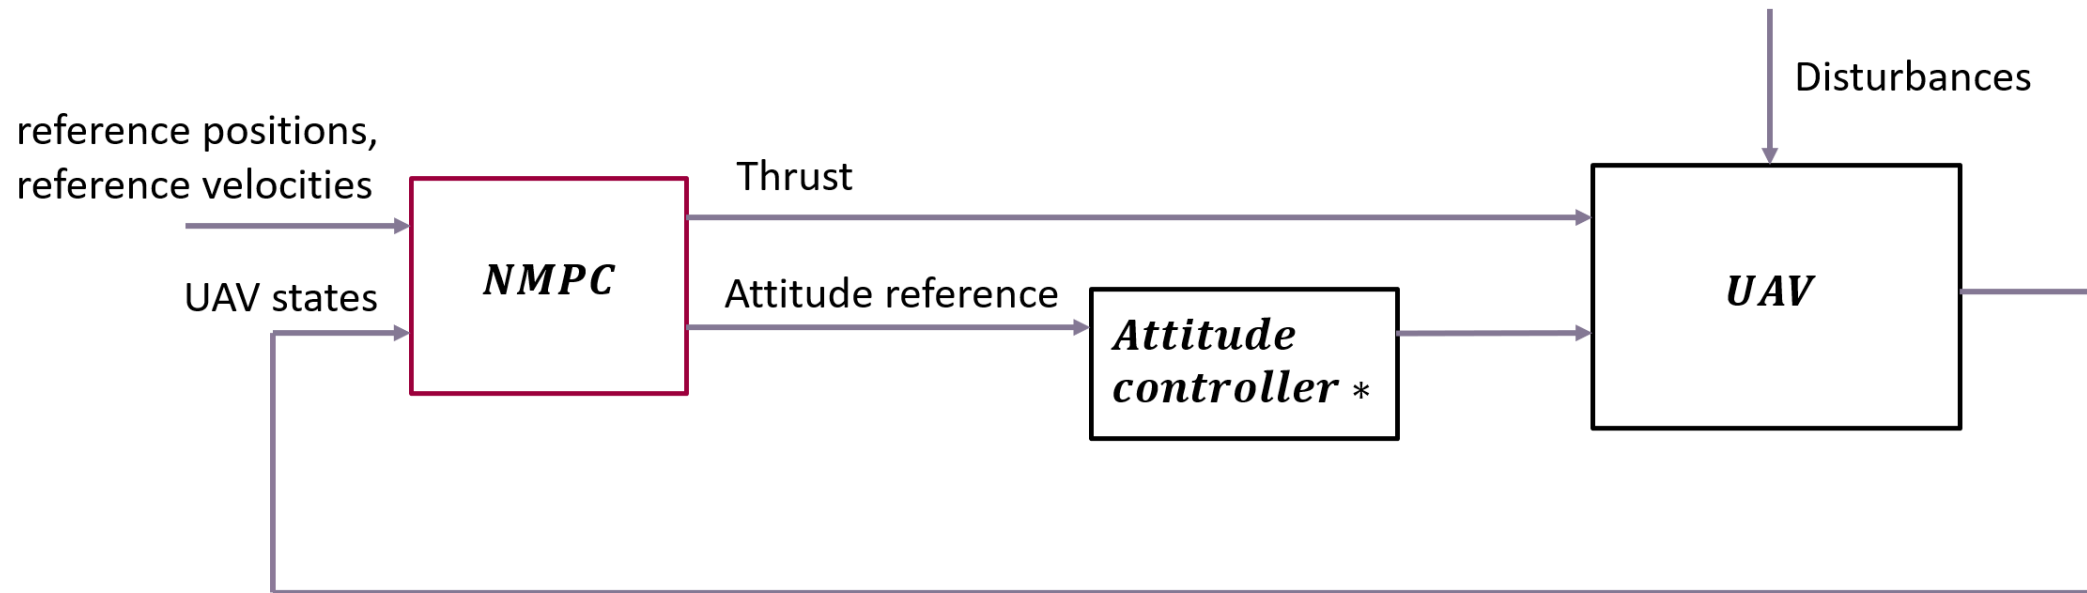 Disturbances
reference positions,
reference velocities
Thrust
NMPC
UAV
UAV states
Attitude reference
Attitude
controller *